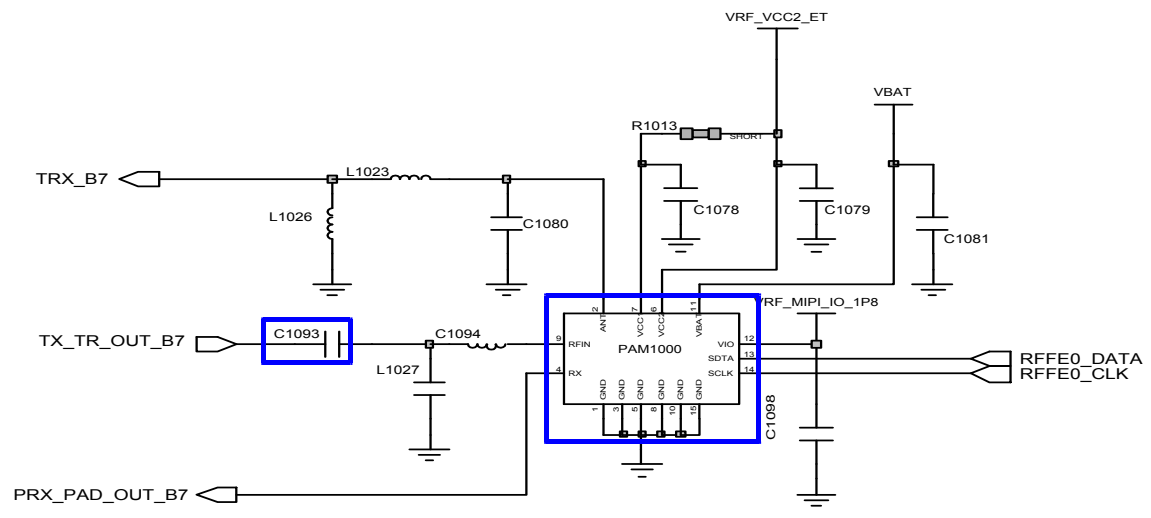 VRF_VCC2_ET
VBAT
R1013
SHORT
TRX_B7
L1023
L1026
C1080
C1078
C1079
C1081
VRF_MIPI_IO_1P8
2
7
6
11
ANT
VCC1
VCC2
VBAT
TX_TR_OUT_B7
C1093
C1094
9
RFIN
PAM1000
VIO
12
SDTA
13
RFFE0_DATA
L1027
4
RX
SCLK
14
RFFE0_CLK
GND
GND
GND
GND
GND
GND
1
3
5
8
10
15
C1098
PRX_PAD_OUT_B7